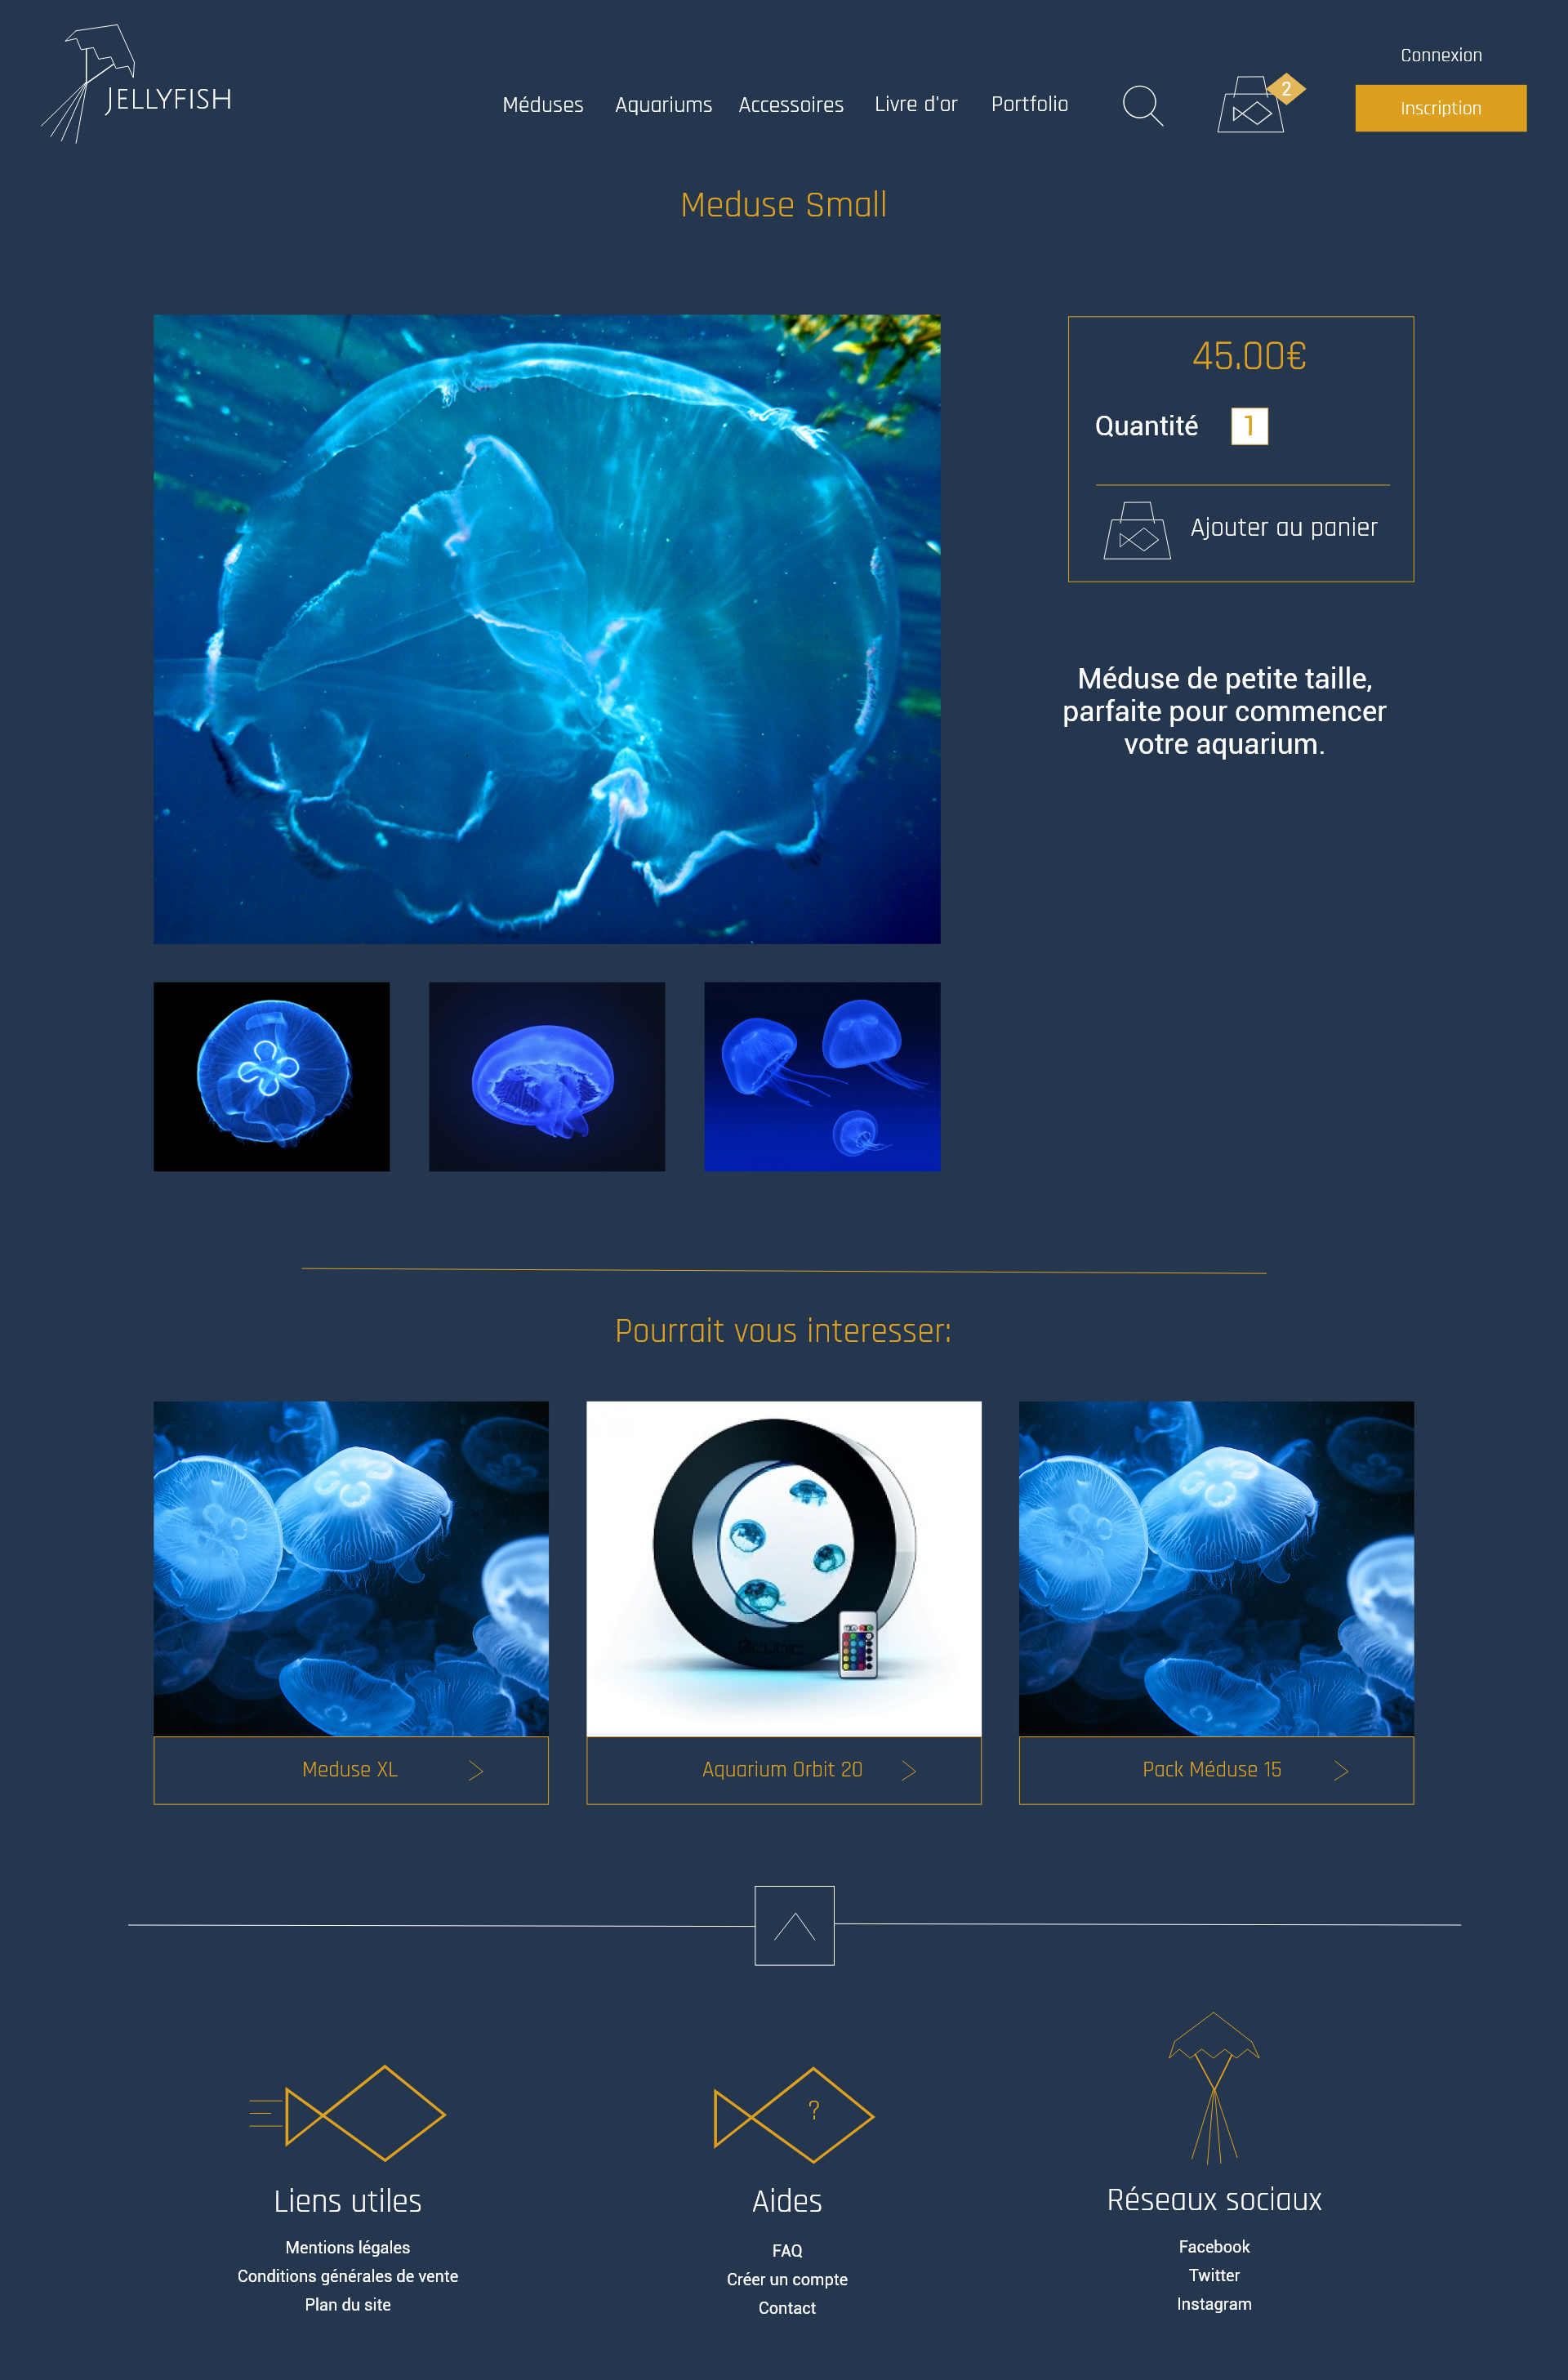 Connexion
JELLYFISH
Méduses Aquariums Accessoires Livre d'or Portfolio
2
Inscription
Meduse Small
45.00€
Quantité 1
Ajouter au panier
Méduse de petite taille,
parfaite pour commencer
votre aquarium.
Pourrait vous interesser:
cubic
Meduse XL >
Aquarium Orbit 20 >
Pack Méduse 15 >
?
Liens utiles
Mentions légales
Conditions générales de vente
Plan du site
Aides
FAQ
Créer un compte
Contact
Réseaux sociaux
Facebook
Twitter
Instagram